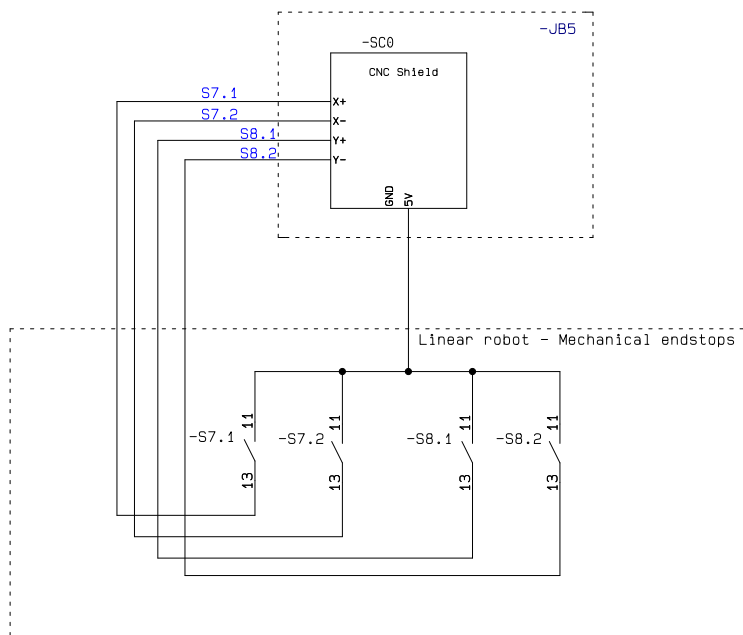 -JB5
-SC0
CNC Shield
S7.1
X+
S7.2
X-
S8.1
Y+
S8.2
Y-
GND
5V
Linear robot - Mechanical endstops
11
11
11
11
-S7.1
-S7.2
-S8.1
-S8.2
13
13
13
13